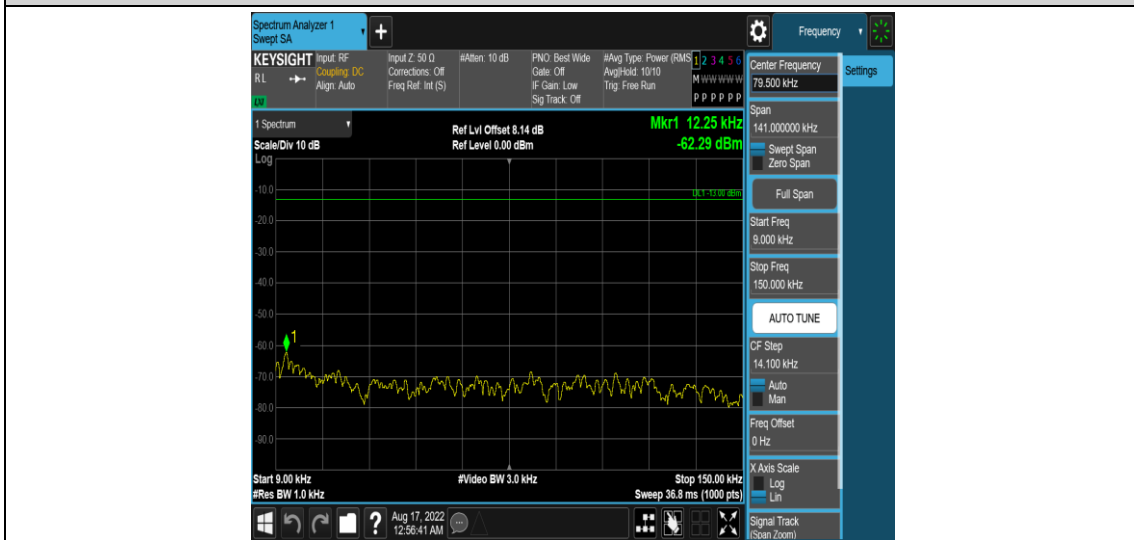 Spectrum Analyzer 1
Swept SA
+
Frequency
KEYSIGHT
RL
LXI
Input: RF
Coupling: DC
Align: Auto
Input Z: 50 Ω
Corrections: Off
Freq Ref: Int (S)
#Atten: 10 dB
PNO: Best Wide
Gate: Off
IF Gain: Low
Sig Track: Off
#Avg Type: Power (RMS
Avg|Hold: 10/10
Trig: Free Run
1 2 3 4 5 6
M W W W W W
P P P P P P
1 Spectrum
Scale/Div 10 dB
Log
Ref Lvl Offset 8.14 dB
Ref Level 0.00 dBm
Mkr1 12.25 kHz
-62.29 dBm
DL1 -13.00 dBm
-10.0
-20.0
-30.0
-40.0
-50.0
-60.0
-70.0
-80.0
-90.0
1
Start 9.00 kHz
#Res BW 1.0 kHz
#Video BW 3.0 kHz
Stop 150.00 kHz
Sweep 36.8 ms (1000 pts)
Center Frequency
79.500 kHz
Settings
Span
141.000000 kHz
Swept Span
Zero Span
Full Span
Start Freq
9.000 kHz
Stop Freq
150.000 kHz
AUTO TUNE
CF Step
14.100 kHz
Auto
Man
Freq Offset
0 Hz
X Axis Scale
Log
Lin
Signal Track
(Span Zoom)
?
Aug 17, 2022
12:56:41 AM